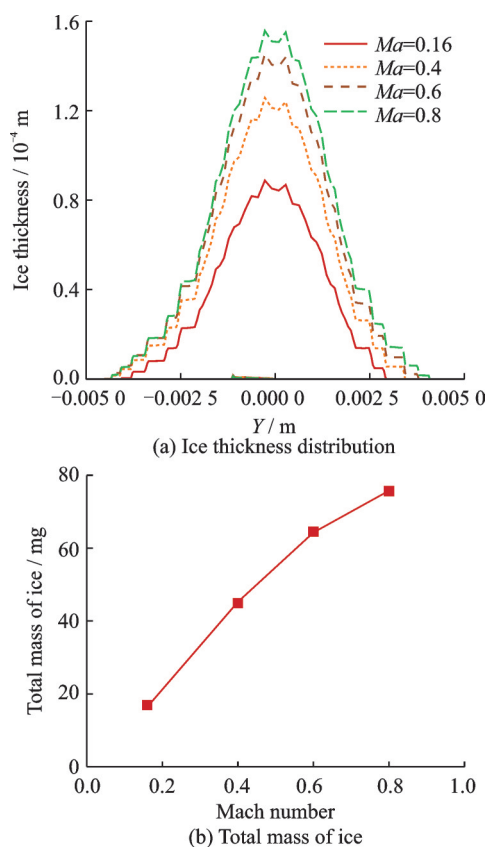 1.6
1.2
0.8
0.4
0.0
Ice thickness / 10⁻⁴ m
Ma=0.16
Ma=0.4
Ma=0.6
Ma=0.8
−0.005 0
−0.002 5
0.000 0
0.002 5
0.005 0
Y / m
(a) Ice thickness distribution
80
60
40
20
0
Total mass of ice / mg
0.0
0.2
0.4
0.6
0.8
1.0
Mach number
(b) Total mass of ice